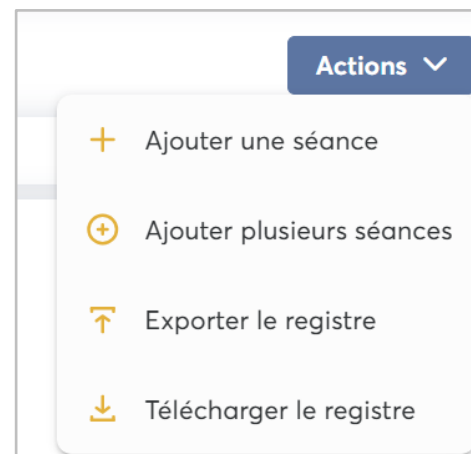 Actions
Ajouter une séance
Ajouter plusieurs séances
Exporter le registre
Télécharger le registre